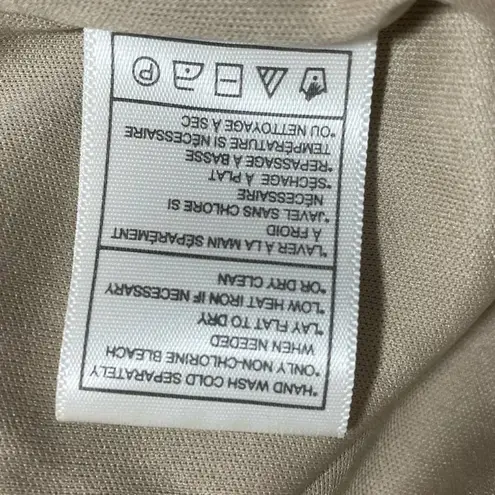 *HAND WASH COLD SEPARATELY
*ONLY NON-CHLORINE BLEACH
WHEN NEEDED
*LAY FLAT TO DRY
*LOW HEAT IRON IF NECESSARY
*OR DRY CLEAN
*LAVER À LA MAIN SÉPARÉMENT
À FROID
*JAVEL SANS CHLORE SI
NÉCESSAIRE
*SÉCHAGE À PLAT
*REPASSAGE À BASSE
TEMPÉRATURE SI NÉCESSAIRE
*OU NETTOYAGE À SEC
P